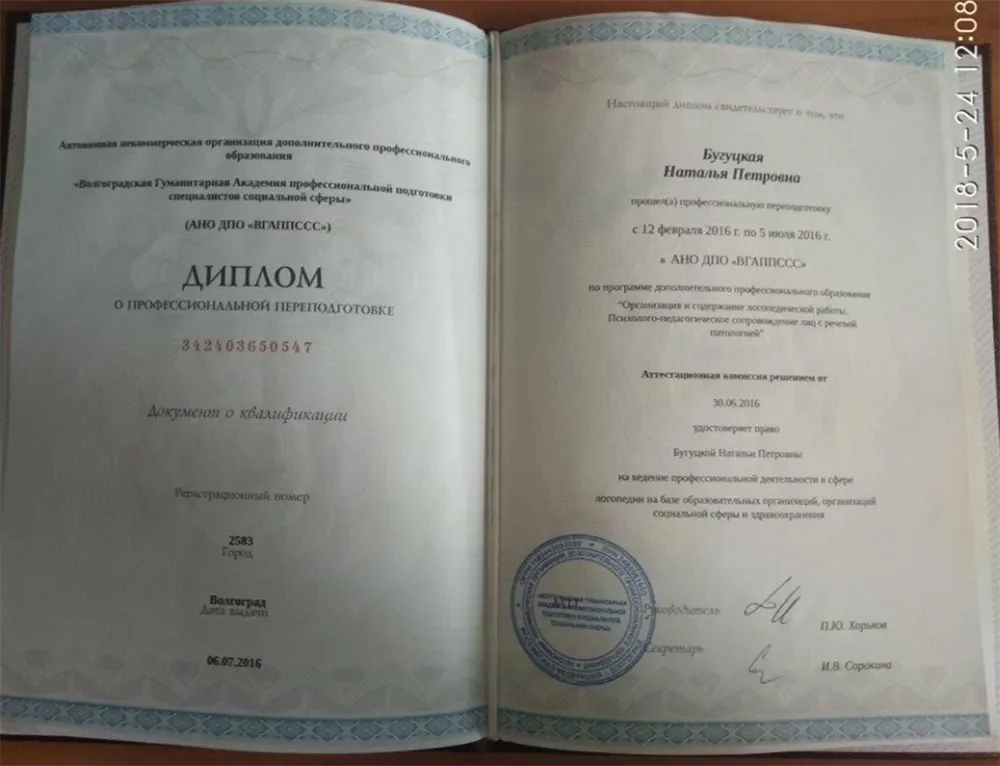 Автономная некоммерческая организация дополнительного профессионального
образования
«Волгоградская Гуманитарная Академия профессиональной подготовки
специалистов социальной сферы»
(АНО ДПО «ВГАППССС»)
ДИПЛОМ
О ПРОФЕССИОНАЛЬНОЙ ПЕРЕПОДГОТОВКЕ
342403650547
Документ о квалификации
Регистрационный номер
2583
Город
Волгоград
Дата выдачи
06.07.2016
Настоящий диплом свидетельствует о том, что
Бугуцкая
Наталья Петровна
прошел(а) профессиональную переподготовку
с 12 февраля 2016 г. по 5 июля 2016 г.
в АНО ДПО «ВГАППССС»
по программе дополнительного профессионального образования
"Организация и содержание логопедической работы.
Психолого-педагогическое сопровождение лиц с речевой
патологией"
Аттестационная комиссия решением от
30.06.2016
удостоверяет право
Бугуцкой Натальи Петровны
на ведение профессиональной деятельности в сфере
логопедии на базе образовательных организаций, организаций
социальной сферы и здравоохранения
Руководитель
П.Ю. Хорьков
Секретарь
И.В. Сорокина
2018-5-24 12:08